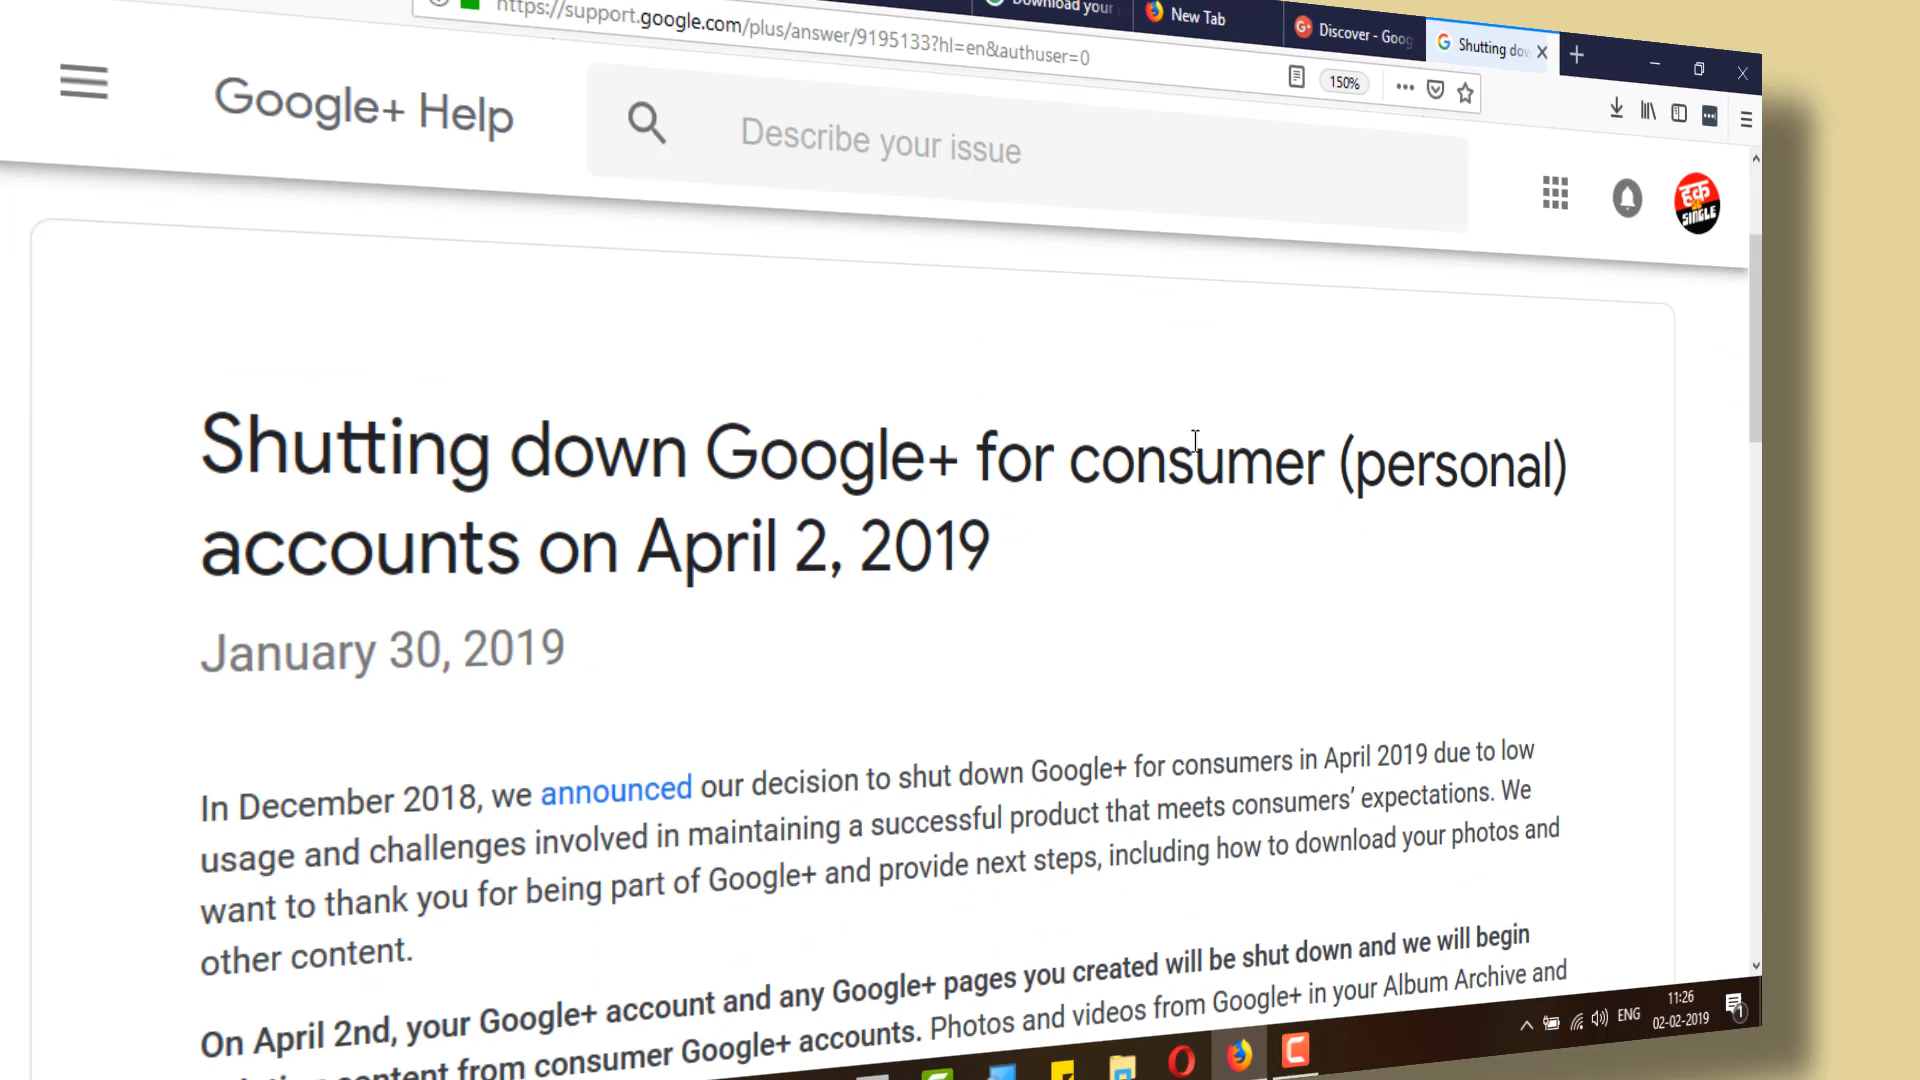 Download your
New Tab
Discover - Goog
Shutting dow
https://support.google.com/plus/answer/9195133?hl=en&authuser=0
150%
Google+ Help
Describe your issue
हक
SINGLE
Shutting down Google+ for consumer (personal)
accounts on April 2, 2019
January 30, 2019
In December 2018, we announced our decision to shut down Google+ for consumers in April 2019 due to low
usage and challenges involved in maintaining a successful product that meets consumers’ expectations. We
want to thank you for being part of Google+ and provide next steps, including how to download your photos and
other content.
On April 2nd, your Google+ account and any Google+ pages you created will be shut down and we will begin
content from consumer Google+ accounts. Photos and videos from Google+ in your Album Archive and
ENG
11:26
02-02-2019
1